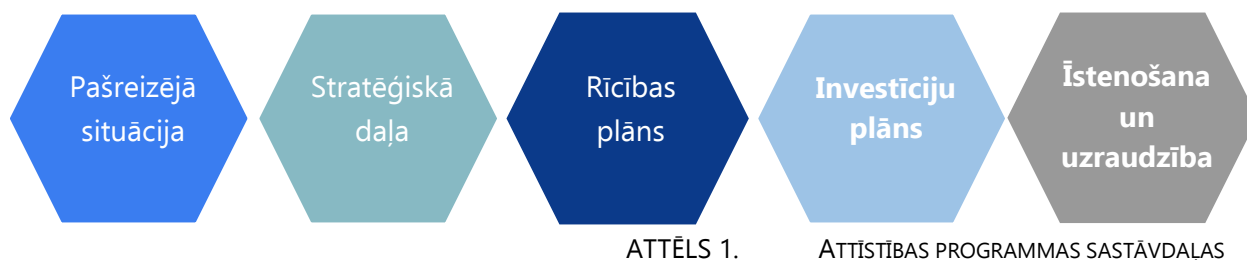 Pašreizējā
situācija
Stratēģiskā
daļa
Rīcības
plāns
Investīciju
plāns
Īstenošana
un
uzraudzība
ATTĒLS 1. ATTĪSTĪBAS PROGRAMMAS SASTĀVDAĻAS